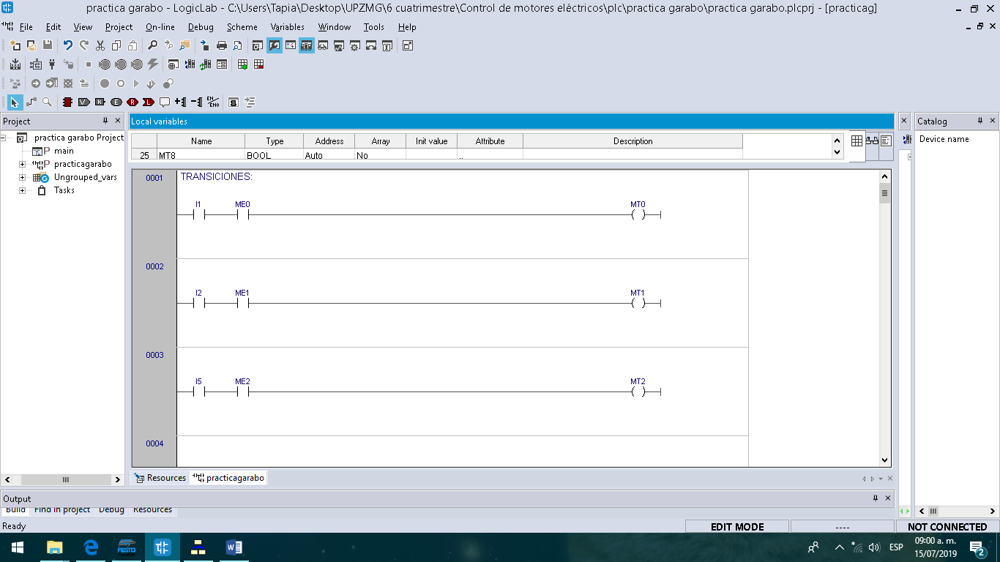 practica garabo - LogicLab - C:\Users\Tapia\Desktop\UPZMG\6 cuatrimestre\Control de motores eléctricos\plc\practica garabo\practica garabo.plcprj - [practicag]
File Edit View Project On-line Debug Scheme Variables Window Tools Help
EN/ENO
Project
practica garabo Project
main
practicagarabo
Ungrouped_vars
Tasks
Local variables
Name Type Address Array Init value Attribute Description
25 MT8 BOOL Auto No ..
0001 TRANSICIONES:
I1 ME0 MT0
0002
I2 ME1 MT1
0003
I5 ME2 MT2
0004
Resources practicagarabo
Catalog
Device name
Output
Build Find in project Debug Resources
Ready EDIT MODE ---- NOT CONNECTED
FESTO
ESP
09:00 a. m.
15/07/2019
2